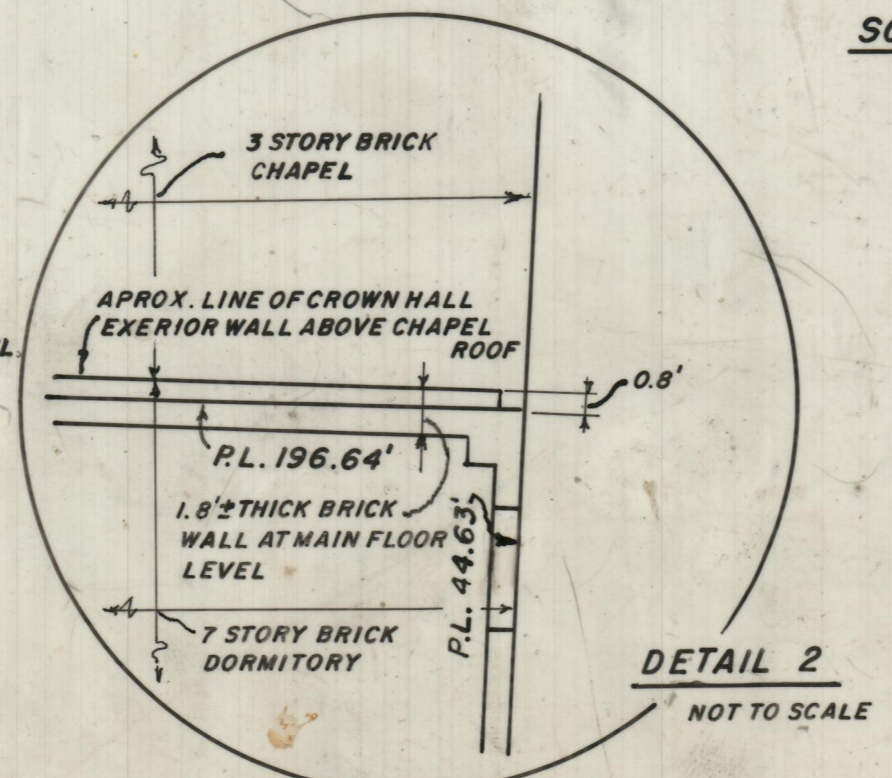 3 STORY BRICK
CHAPEL
APROX. LINE OF CROWN HALL
EXERIOR WALL ABOVE CHAPEL
ROOF
0.8'
P.L. 196.64'
1.8'± THICK BRICK
WALL AT MAIN FLOOR
LEVEL
P.L. 44.63'
7 STORY BRICK
DORMITORY
DETAIL 2
NOT TO SCALE